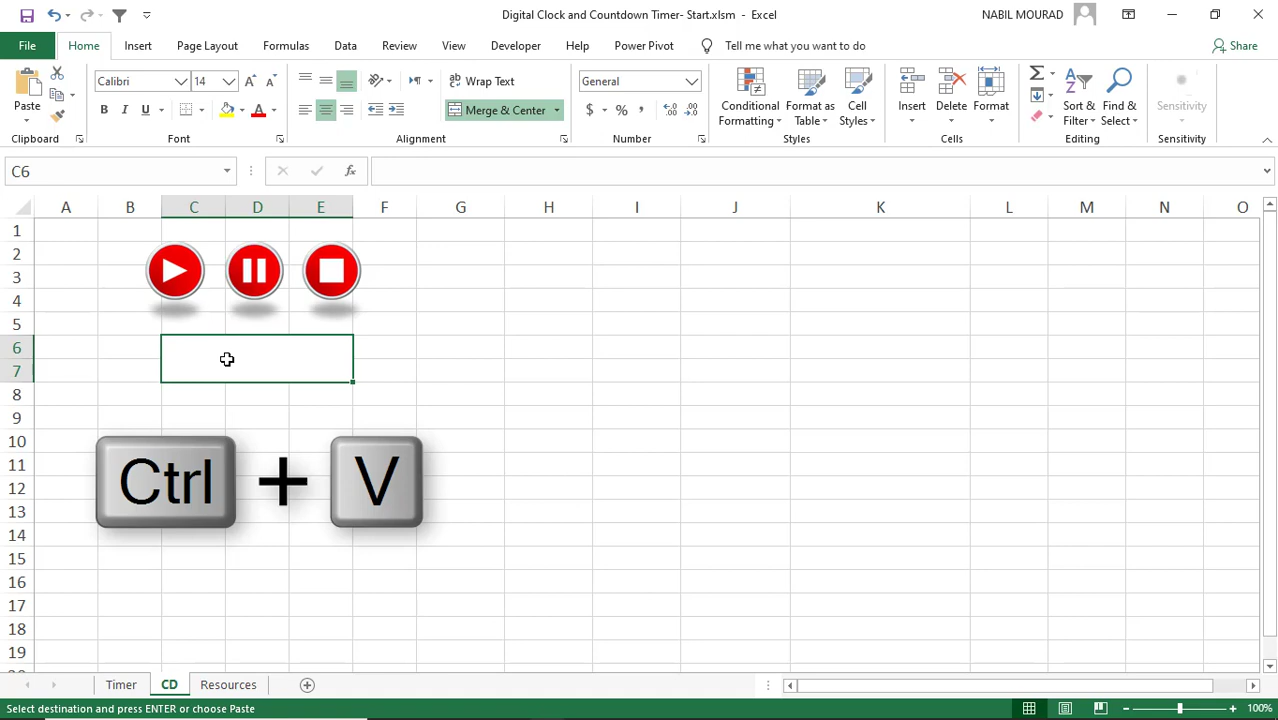 Digital Clock and Countdown Timer- Start.xlsm - Excel
NABIL MOURAD
File Home Insert Page Layout Formulas Data Review View Developer Help Power Pivot Tell me what you want to do Share
Paste
Clipboard
Calibri 14
B I U A
Font
Wrap Text
Merge & Center
Alignment
General
$ % ,
Number
Conditional Formatting
Format as Table
Cell Styles
Styles
Insert
Delete
Format
Cells
Sort & Filter
Find & Select
Editing
Sensitivity
Sensitivity
C6
fx
A B C D E F G H I J K L M N O
1
2
3
4
5
6
7
8
9
10
11
12
13
14
15
16
17
18
19
Ctrl + V
Timer CD Resources
Select destination and press ENTER or choose Paste
100%